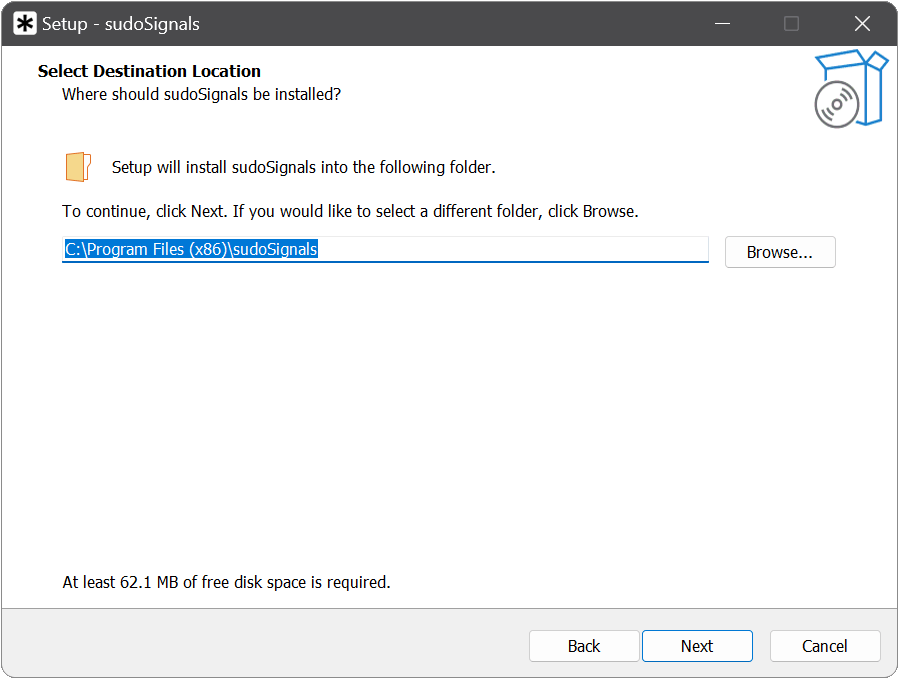 Setup - sudoSignals
Select Destination Location
Where should sudoSignals be installed?
Setup will install sudoSignals into the following folder.
To continue, click Next. If you would like to select a different folder, click Browse.
C:\Program Files (x86)\sudoSignals
Browse...
At least 62.1 MB of free disk space is required.
Back
Next
Cancel